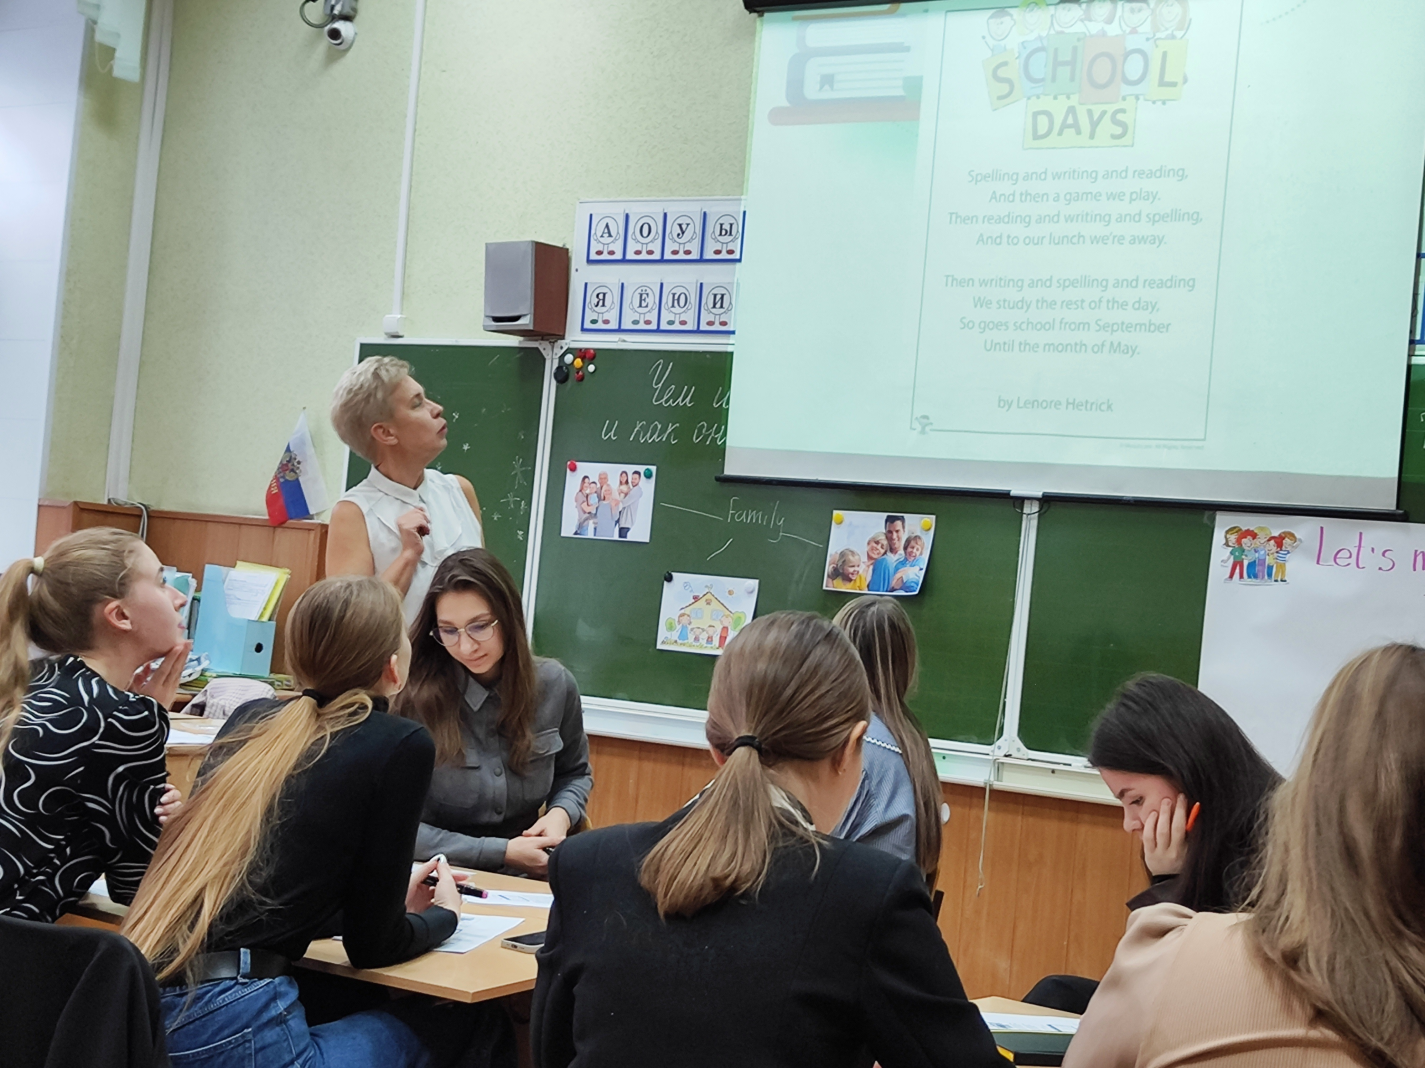 SCHOOL
DAYS
Spelling and writing and reading,
And then a game we play.
Then reading and writing and spelling,
And to our lunch we're away.
Then writing and spelling and reading
We study the rest of the day,
So goes school from September
Until the month of May.
by Lenore Hetrick
А О У Ы
Я Ё Ю И
Чем и
и как он
Family
Let's m